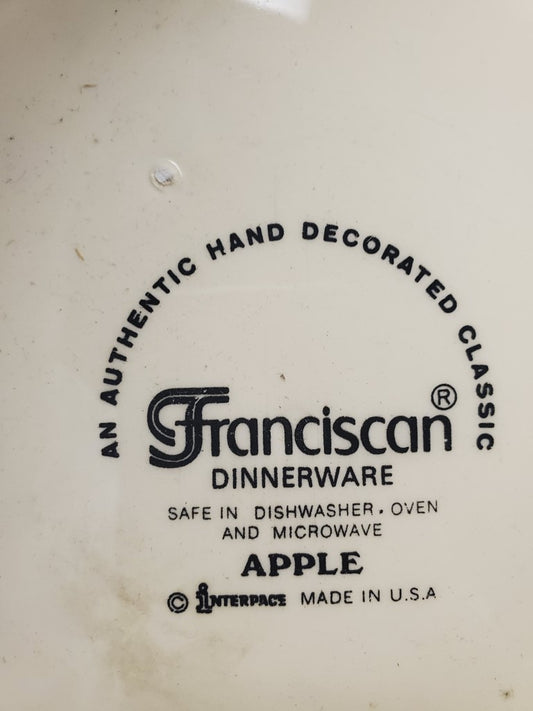 AN AUTHENTIC HAND DECORATED CLASSIC
Franciscan®
DINNERWARE
SAFE IN DISHWASHER, OVEN
AND MICROWAVE
APPLE
© INTERPACE MADE IN U.S.A